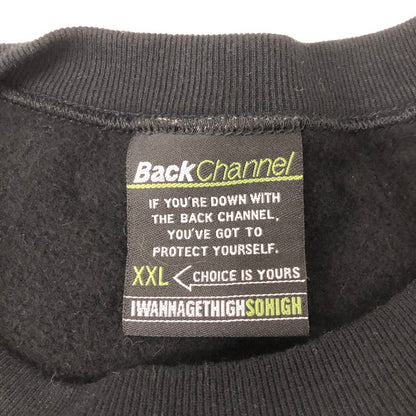 BackChannel
IF YOU'RE DOWN WITH
THE BACK CHANNEL,
YOU'VE GOT TO
PROTECT YOURSELF.
XXL CHOICE IS YOURS
IWANNAGETHIGHSOHIGH